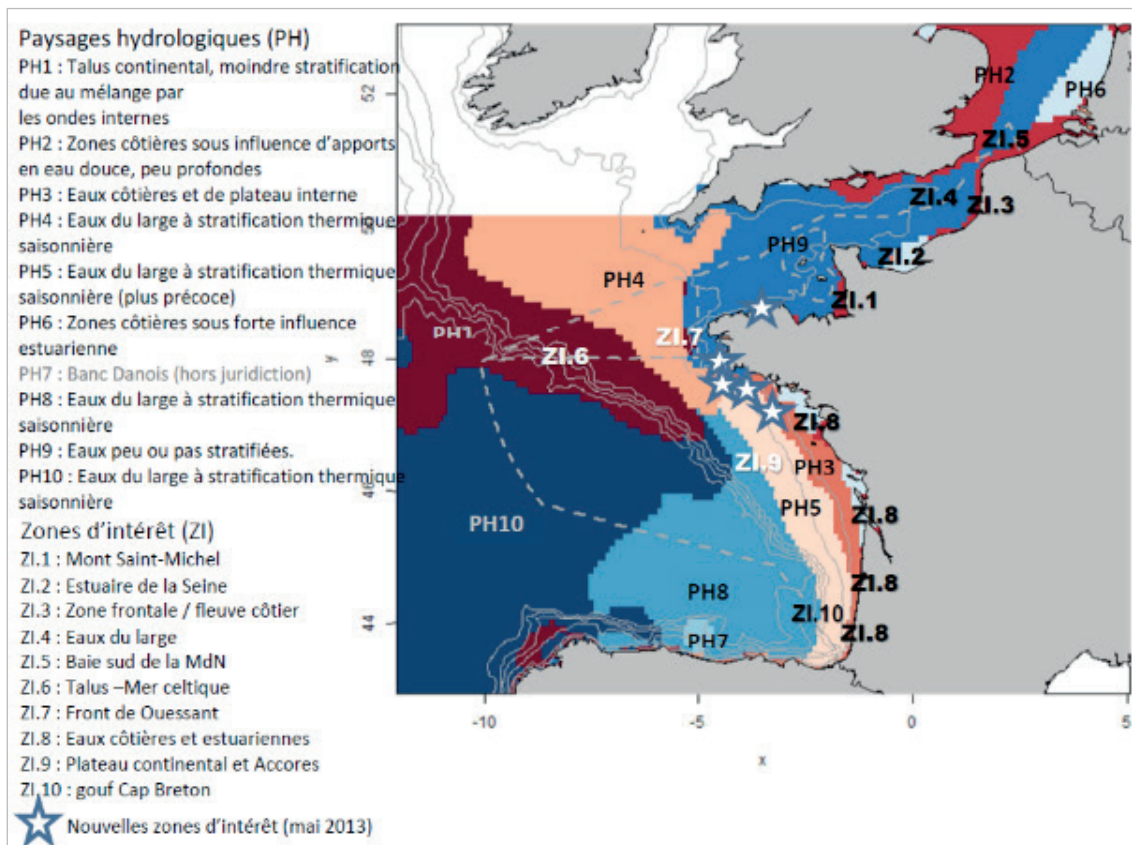 Paysages hydrologiques (PH)
PH1 : Talus continental, moindre stratification
due au mélange par
les ondes internes
PH2 : Zones côtières sous influence d'apports
en eau douce, peu profondes
PH3 : Eaux côtières et de plateau interne
PH4 : Eaux du large à stratification thermique
saisonnière
PH5 : Eaux du large à stratification thermique
saisonnière (plus précoce)
PH6 : Zones côtières sous forte influence
estuarienne
PH7 : Banc Danois (hors juridiction)
PH8 : Eaux du large à stratification thermique
saisonnière
PH9 : Eaux peu ou pas stratifiées.
PH10 : Eaux du large à stratification thermique
saisonnière
Zones d'intérêt (ZI)
ZI.1 : Mont Saint-Michel
ZI.2 : Estuaire de la Seine
ZI.3 : Zone frontale / fleuve côtier
ZI.4 : Eaux du large
ZI.5 : Baie sud de la MdN
ZI.6 : Talus –Mer celtique
ZI.7 : Front de Ouessant
ZI.8 : Eaux côtières et estuariennes
ZI.9 : Plateau continental et Accores
ZI.10 : gouf Cap Breton
Nouvelles zones d'intérêt (mai 2013)
52
50
48
46
44
y
PH2
PH6
ZI.5
ZI.4
ZI.3
PH9
ZI.2
PH4
ZI.1
PH1
ZI.7
ZI.6
ZI.8
ZI.9
PH3
PH5
PH10
ZI.8
PH8
ZI.8
ZI.10
ZI.8
PH7
-10
-5
0
5
x